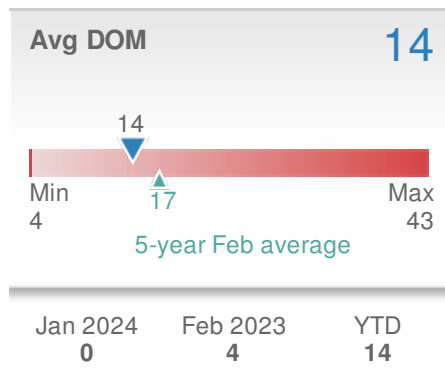 Avg DOM 14
14
17
Min Max
4 43
5-year Feb average
Jan 2024 Feb 2023 YTD
0 4 14